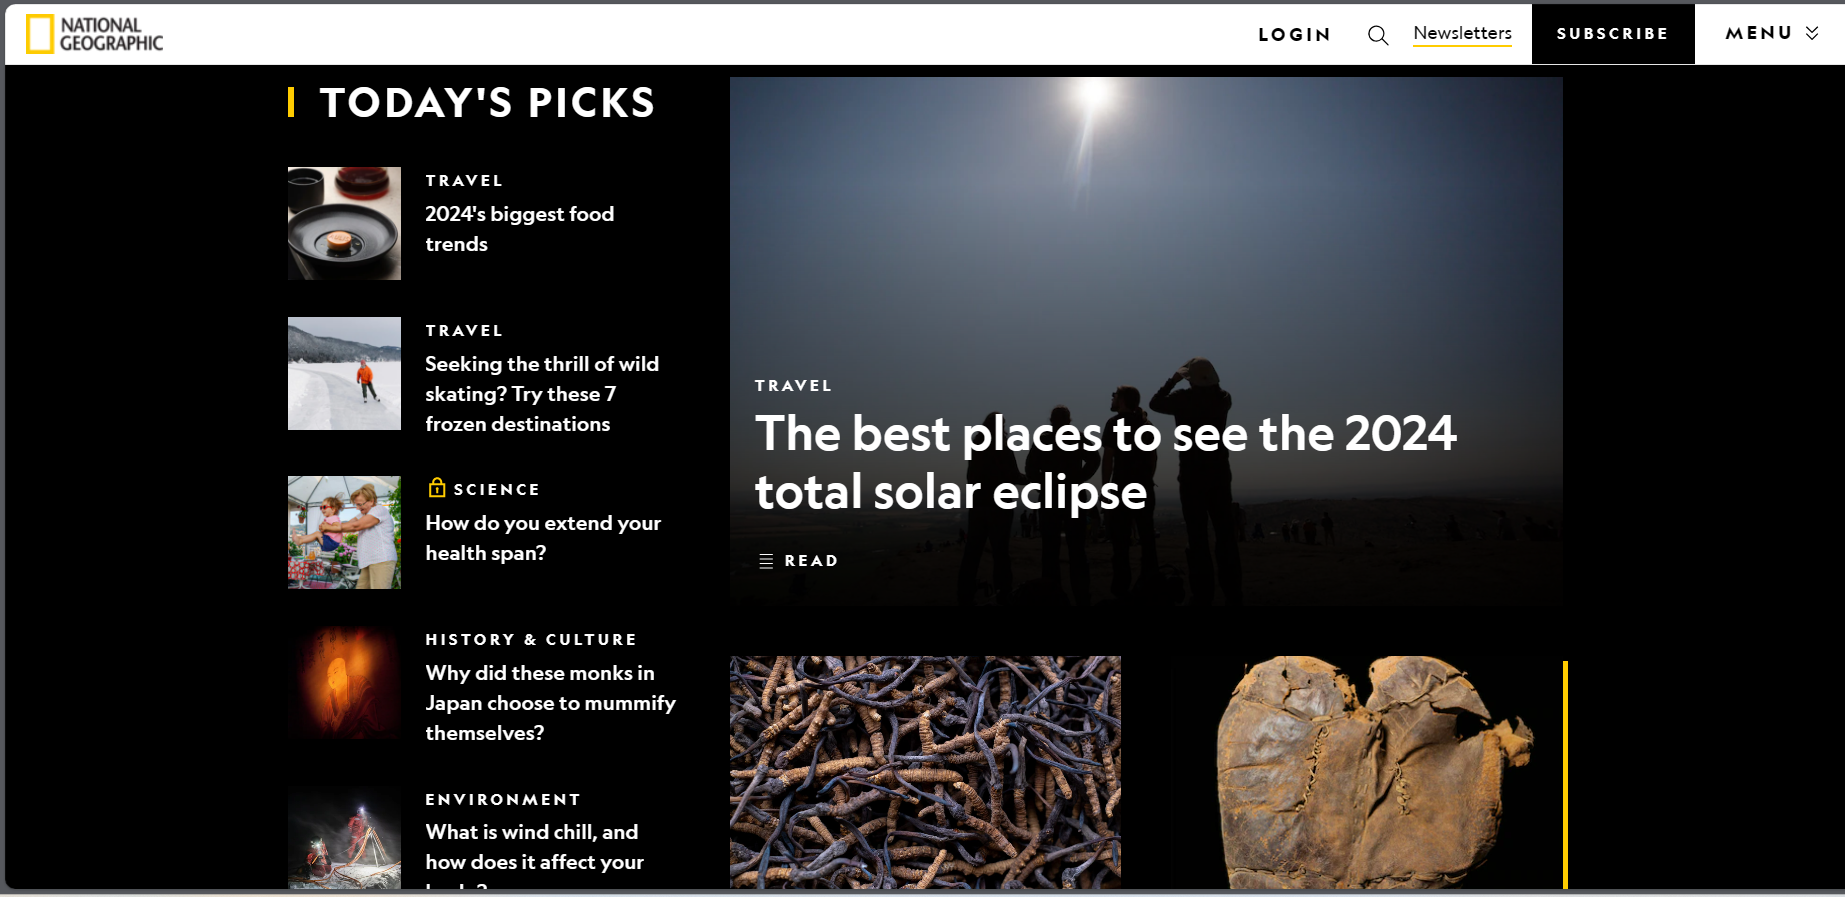 NATIONAL
GEOGRAPHIC
LOGIN
Newsletters
SUBSCRIBE
MENU
TODAY'S PICKS
TRAVEL
2024's biggest food
trends
TRAVEL
Seeking the thrill of wild
skating? Try these 7
frozen destinations
SCIENCE
How do you extend your
health span?
HISTORY & CULTURE
Why did these monks in
Japan choose to mummify
themselves?
ENVIRONMENT
What is wind chill, and
how does it affect your
TRAVEL
The best places to see the 2024
total solar eclipse
READ